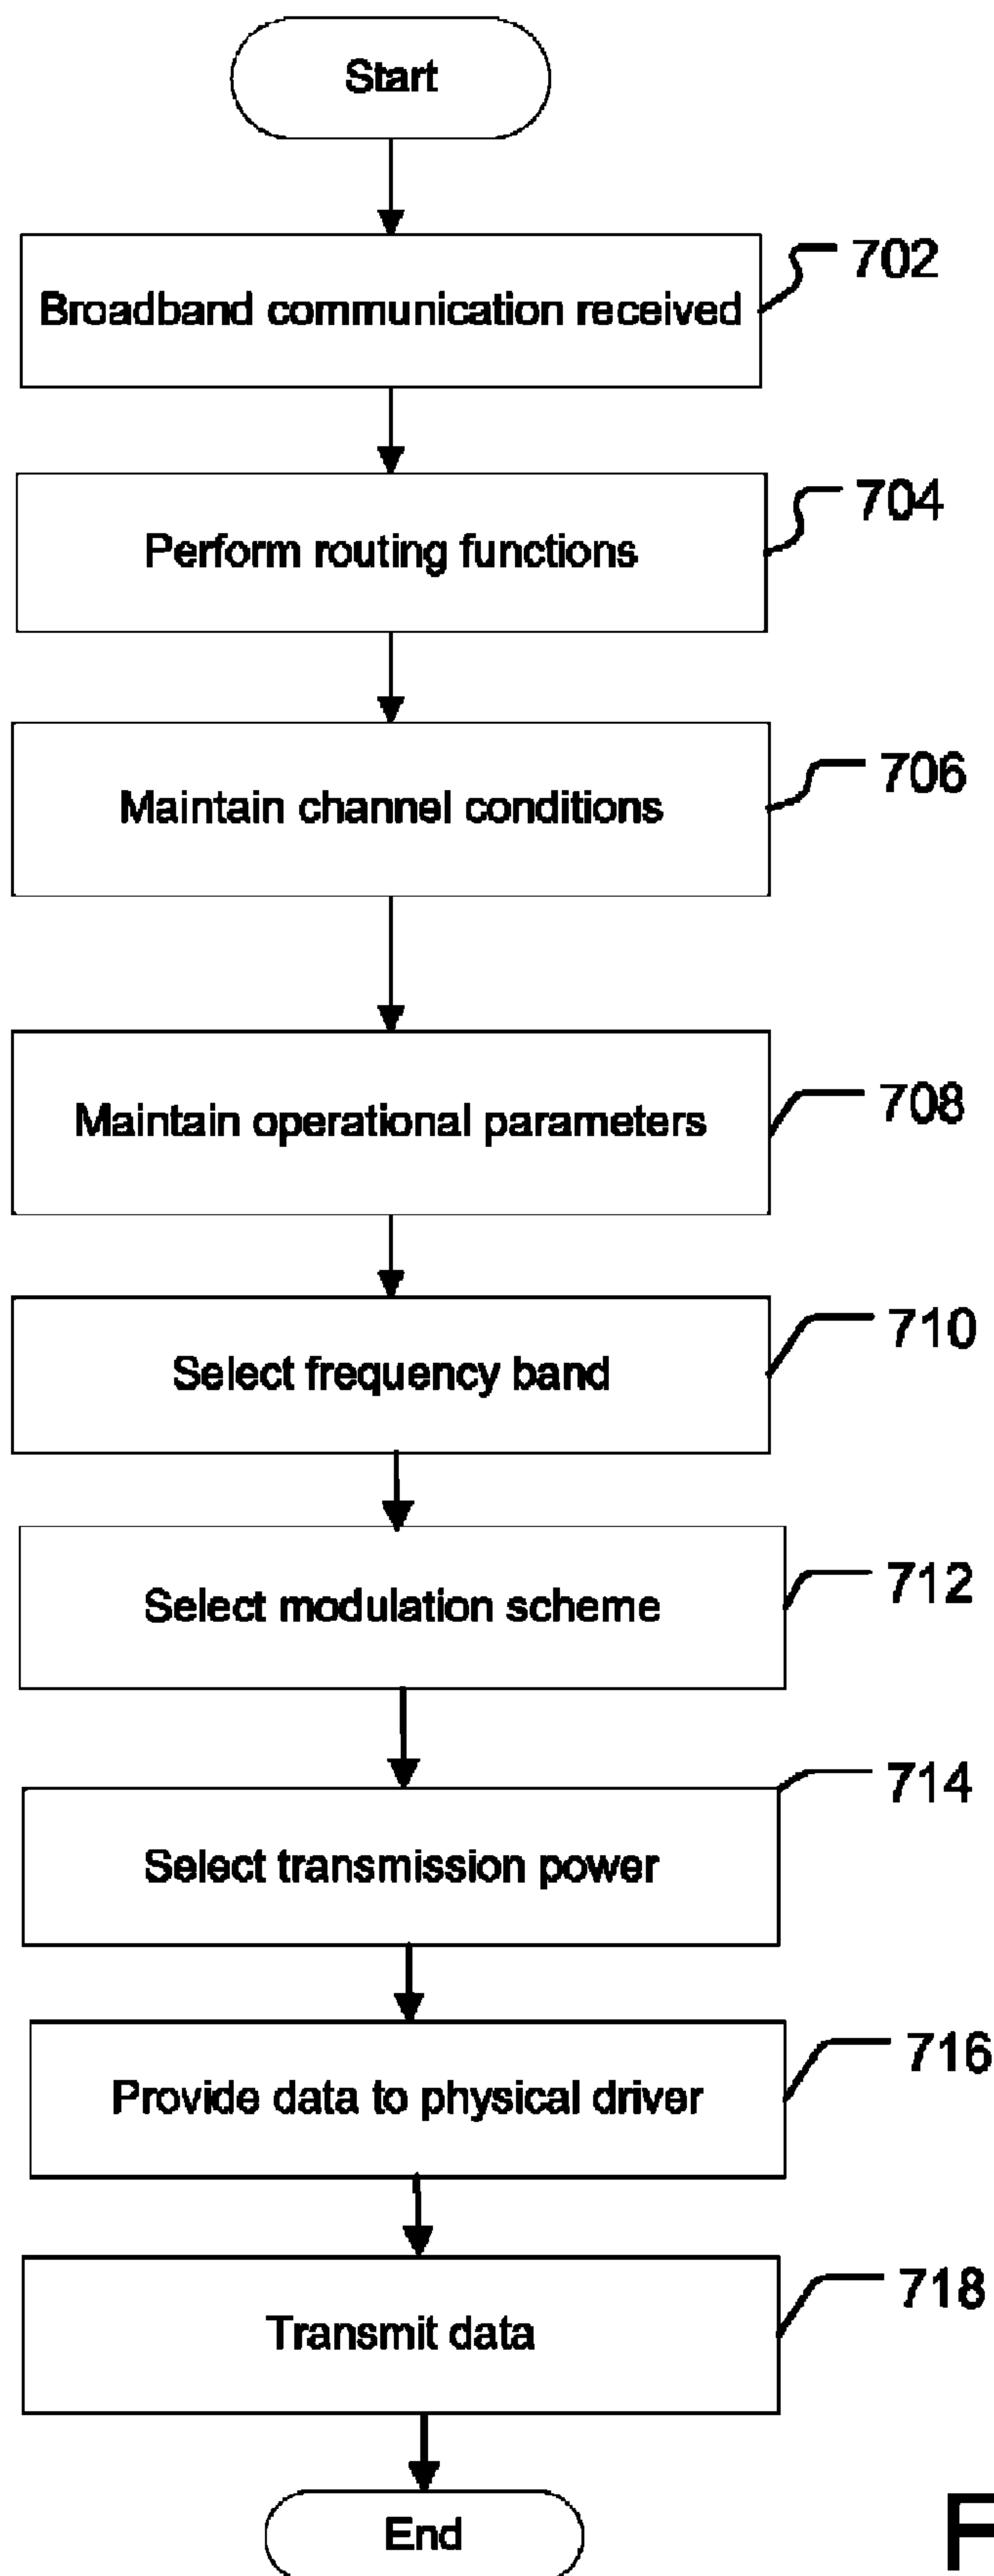 Start
Broadband communication received
702
Perform routing functions
704
Maintain channel conditions
706
Maintain operational parameters
708
Select frequency band
710
Select modulation scheme
712
Select transmission power
714
Provide data to physical driver
716
Transmit data
718
End
F